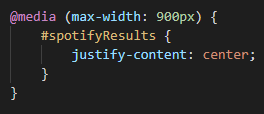 @media (max-width: 900px) {
    #spotifyResults {
        justify-content: center;
    }
}